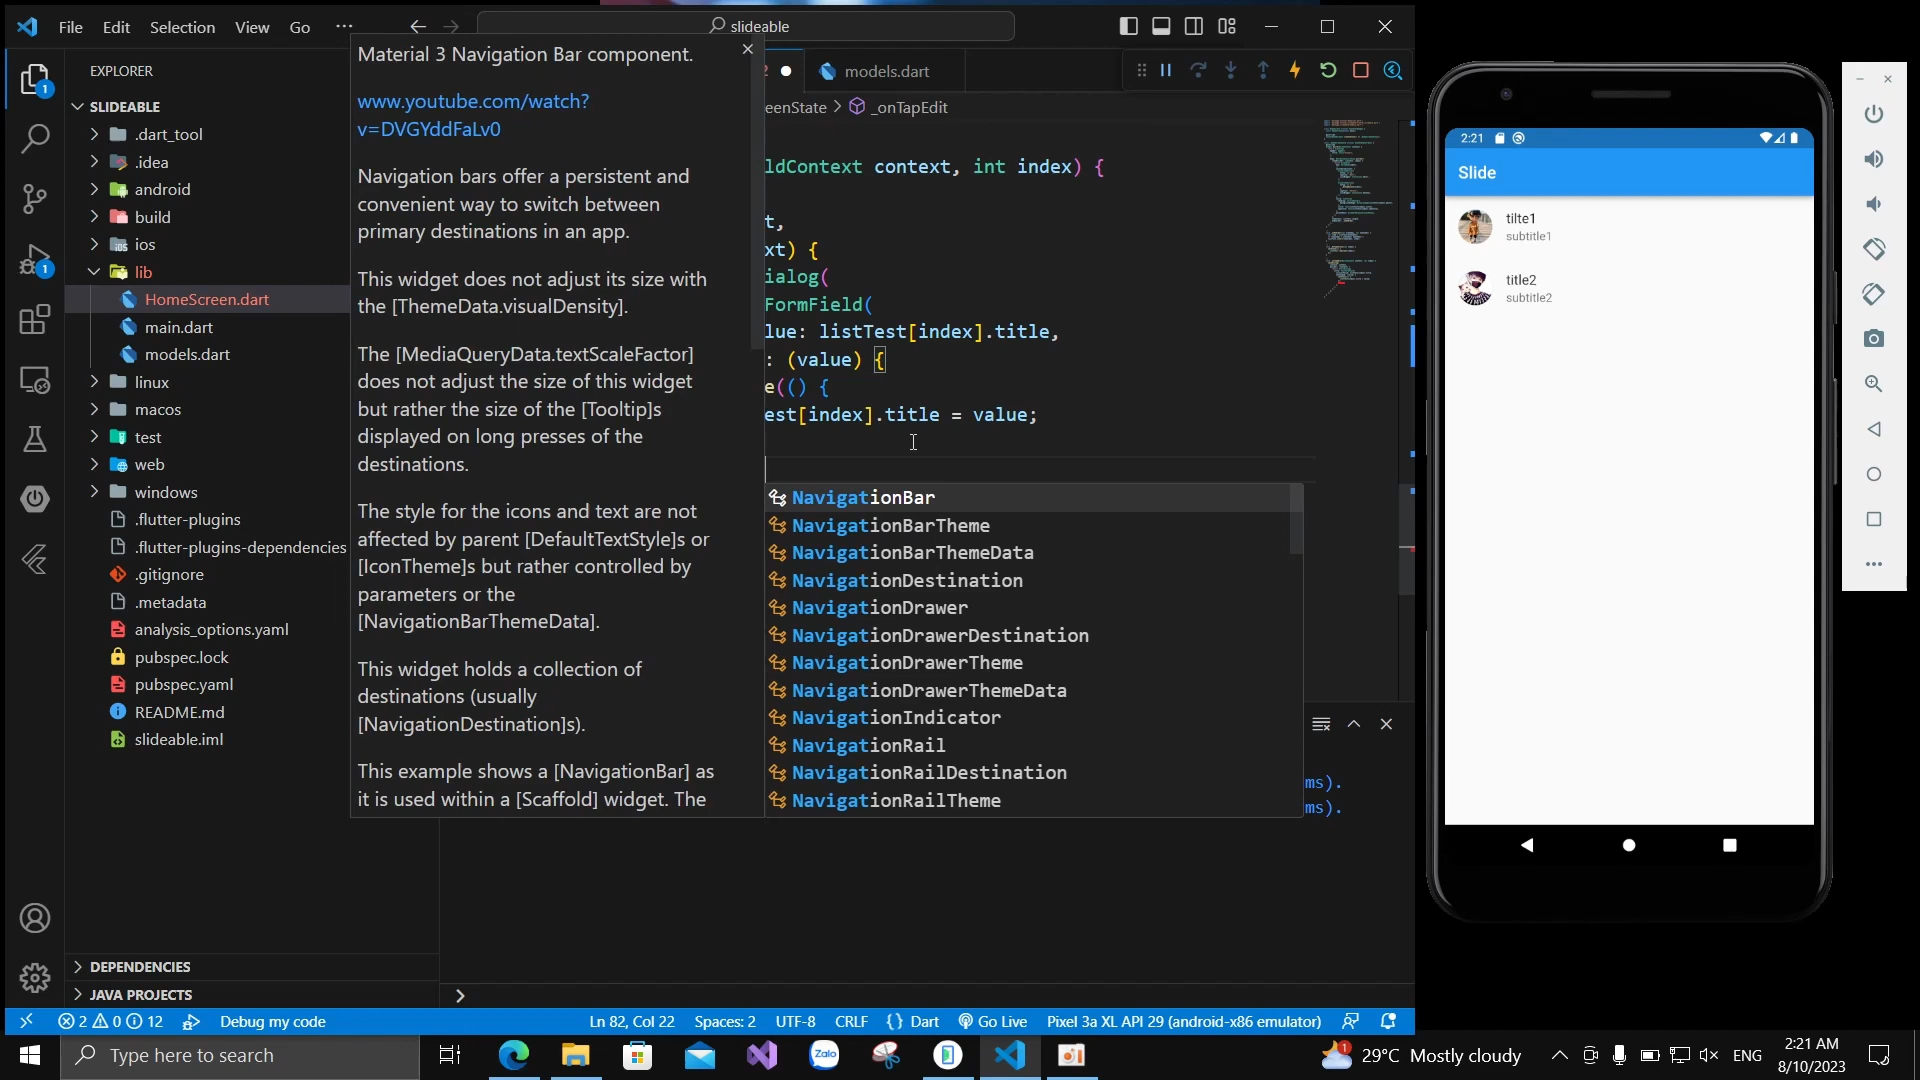 File Edit Selection View Go ···
slideable
EXPLORER
SLIDEABLE
.dart_tool
.idea
android
build
ios
lib
HomeScreen.dart
main.dart
models.dart
linux
macos
test
web
windows
.flutter-plugins
.flutter-plugins-dependencies
.gitignore
.metadata
analysis_options.yaml
pubspec.lock
pubspec.yaml
README.md
slideable.iml
DEPENDENCIES
JAVA PROJECTS
1
1
Material 3 Navigation Bar component.
www.youtube.com/watch?
v=DVGYddFaLv0
Navigation bars offer a persistent and
convenient way to switch between
primary destinations in an app.
This widget does not adjust its size with
the [ThemeData.visualDensity].
The [MediaQueryData.textScaleFactor]
does not adjust the size of this widget
but rather the size of the [Tooltip]s
displayed on long presses of the
destinations.
The style for the icons and text are not
affected by parent [DefaultTextStyle]s or
[IconTheme]s but rather controlled by
parameters or the
[NavigationBarThemeData].
This widget holds a collection of
destinations (usually
[NavigationDestination]s).
This example shows a [NavigationBar] as
it is used within a [Scaffold] widget. The
models.dart
eenState > _onTapEdit
ldContext context, int index) {
t,
xt) {
ialog(
FormField(
lue: listTest[index].title,
: (value) {
e(() {
est[index].title = value;
NavigationBar
NavigationBarTheme
NavigationBarThemeData
NavigationDestination
NavigationDrawer
NavigationDrawerDestination
NavigationDrawerTheme
NavigationDrawerThemeData
NavigationIndicator
NavigationRail
NavigationRailDestination
NavigationRailTheme
ms).
ms).
2 0 12 Debug my code
Ln 82, Col 22 Spaces: 2 UTF-8 CRLF {} Dart Go Live Pixel 3a XL API 29 (android-x86 emulator)
2:21
Slide
tilte1
subtitle1
title2
subtitle2
Type here to search
Zalo
1
29°C Mostly cloudy
ENG
2:21 AM
8/10/2023